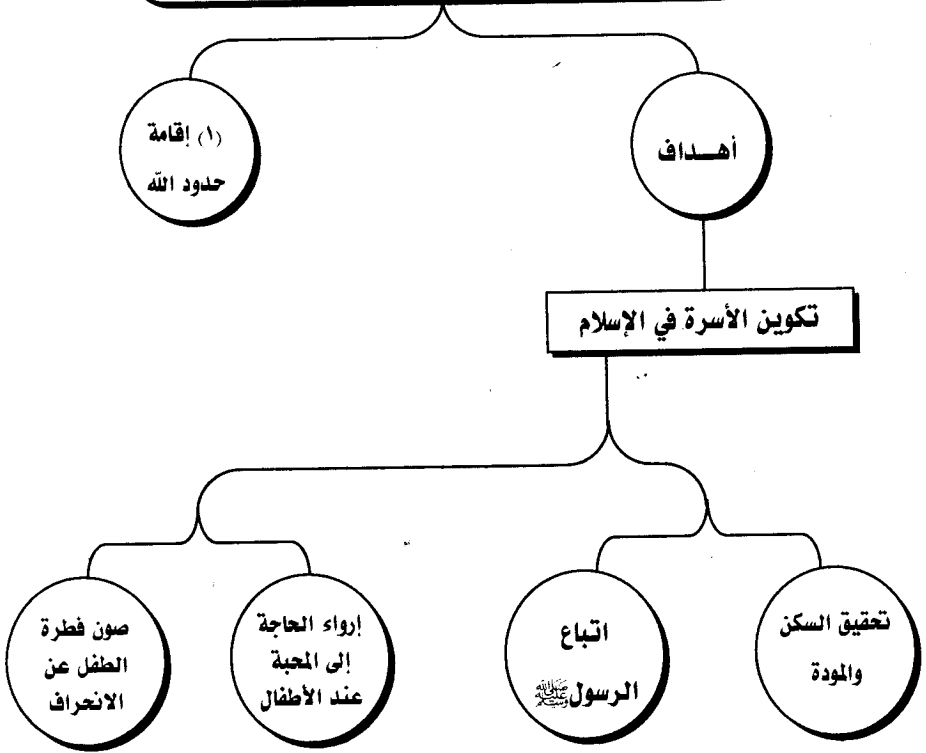 أهـــداف
(١) إقامة
حدود الله
تكوين الأسرة في الإسلام
تحقيق السكن
والمودة
اتباع
الرسول ﷺ
إرواء الحاجة
إلى المحبة
عند الأطفال
صون فطرة
الطفل عن
الانحراف